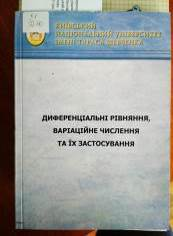 КИЇВСЬКИЙ
НАЦІОНАЛЬНИЙ УНІВЕРСИТЕТ
ІМЕНІ ТАРАСА ШЕВЧЕНКА
ДИФЕРЕНЦІАЛЬНІ РІВНЯННЯ,
ВАРІАЦІЙНЕ ЧИСЛЕННЯ
ТА ЇХ ЗАСТОСУВАННЯ